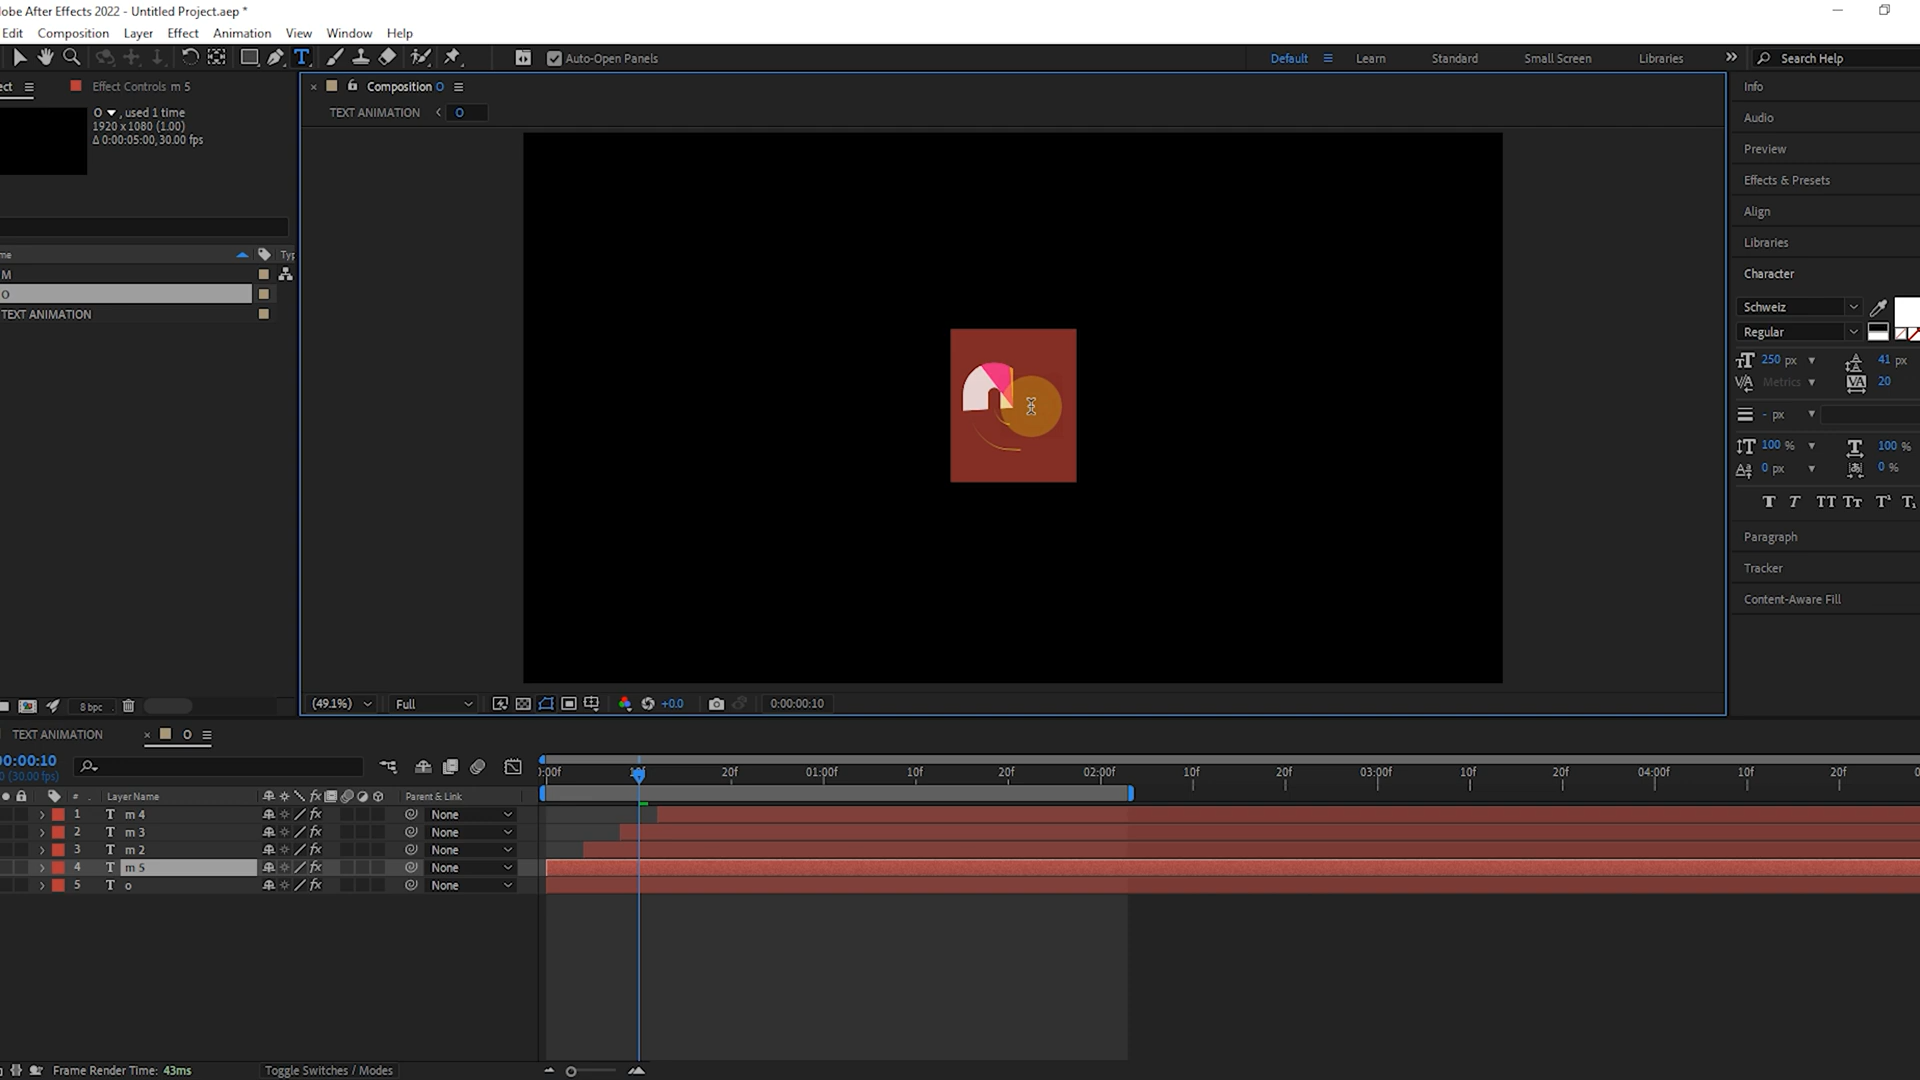 obe After Effects 2022 - Untitled Project.aep *
Edit Composition Layer Effect Animation View Window Help
Auto-Open Panels
Default Learn Standard Small Screen Libraries
Search Help
ect
Effect Controls m 5
Composition O
TEXT ANIMATION O
O , used 1 time
1920 x 1080 (1.00)
Δ 0:00:05:00, 30.00 fps
me Typ
M
O
TEXT ANIMATION
Info
Audio
Preview
Effects & Presets
Align
Libraries
Character
Schweiz
Regular
250 px 41 px
Metrics 20
- px
100 % 100 %
0 px 0 %
Paragraph
Tracker
Content-Aware Fill
8 bpc
(49.1%) Full +0.0 0:00:00:10
TEXT ANIMATION O
00:00:10
(30.00 fps)
):00f 20f 01:00f 10f 20f 02:00f 10f 20f 03:00f 10f 20f 04:00f 10f 20f
# Layer Name fx Parent & Link
1 T m 4 fx None
2 T m 3 fx None
3 T m 2 fx None
4 T m 5 fx None
5 T o fx None
Frame Render Time: 43ms Toggle Switches / Modes